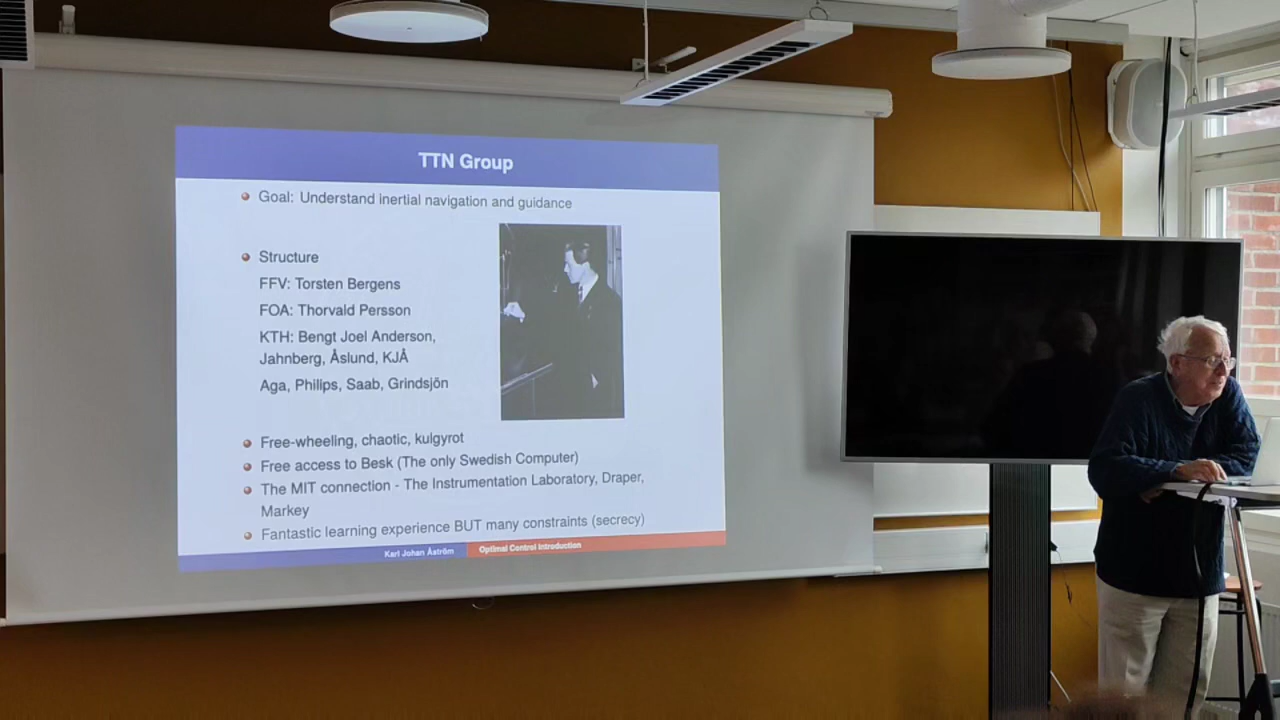 TTN Group
Goal: Understand inertial navigation and guidance
Structure
FFV: Torsten Bergens
FOA: Thorvald Persson
KTH: Bengt Joel Anderson,
Jahnberg, Åslund, KJÅ
Aga, Philips, Saab, Grindsjön
Free-wheeling, chaotic, kulgyrot
Free access to Besk (The only Swedish Computer)
The MIT connection - The Instrumentation Laboratory, Draper,
Markey
Fantastic learning experience BUT many constraints (secrecy)
Karl Johan Åström Optimal Control Introduction